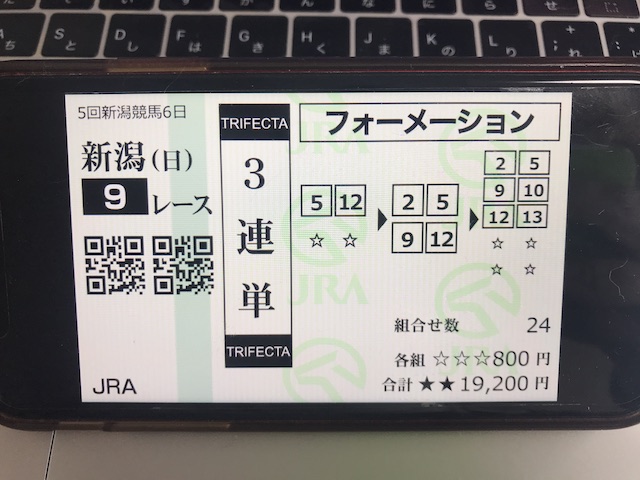 5回新潟競馬6日
新潟(日)
9レース
JRA
TRIFECTA
3連単
TRIFECTA
フォーメーション
5 12
☆ ☆
2 5
9 12
2 5
9 10
12 13
☆ ☆
☆ ☆
組合せ数 24
各組 ☆☆☆800円
合計 ★★19,200円
JRA
JRA